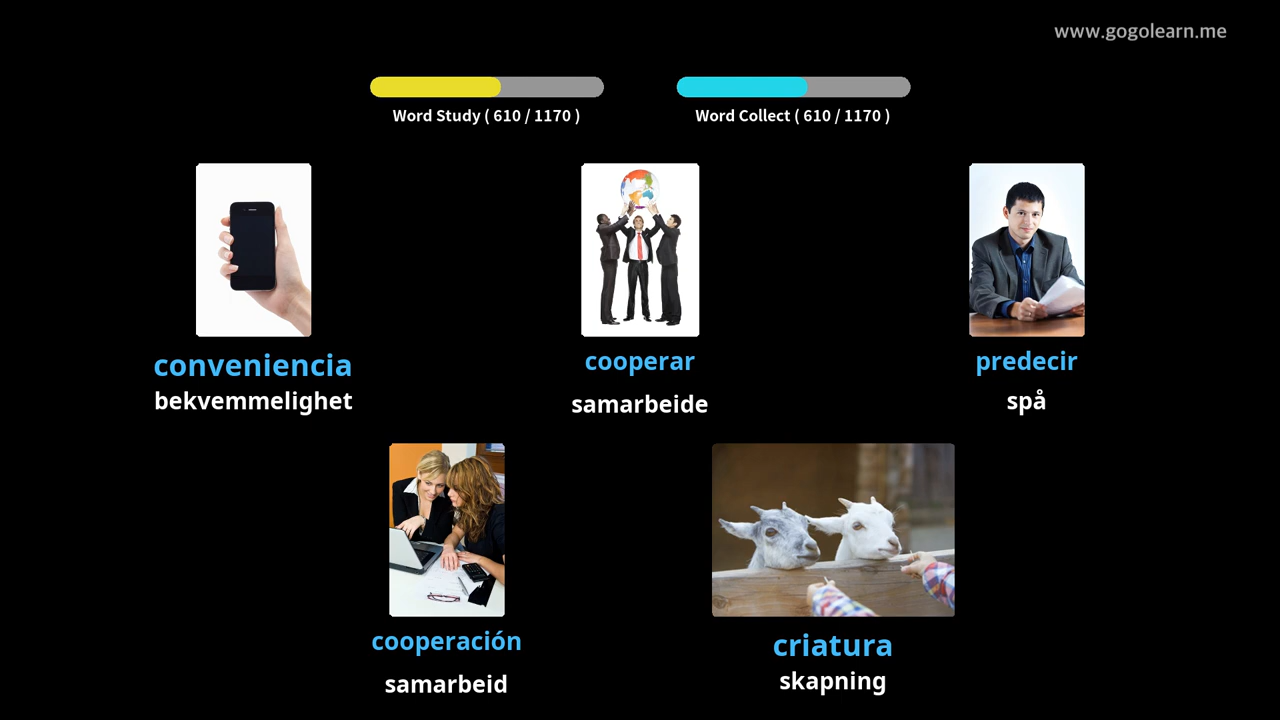 www.gogolearn.me
Word Study ( 610 / 1170 )
Word Collect ( 610 / 1170 )
conveniencia
bekvemmelighet
cooperar
samarbeide
predecir
spå
cooperación
samarbeid
criatura
skapning